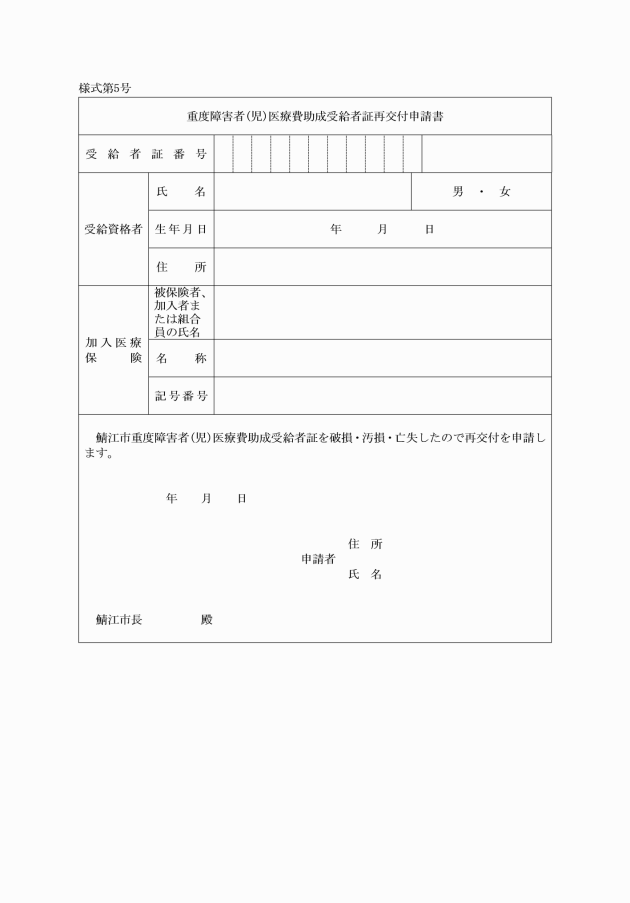 様式第5号
重度障害者(児)医療費助成受給者証再交付申請書
受給者証番号
受給資格者
氏名
男・女
生年月日
年 月 日
住所
加入医療
保険
被保険者、
加入者ま
たは組合
員の氏名
名称
記号番号
鯖江市重度障害者(児)医療費助成受給者証を破損・汚損・亡失したので再交付を申請し
ます。
年 月 日
住 所
申請者
氏 名
鯖江市長 殿